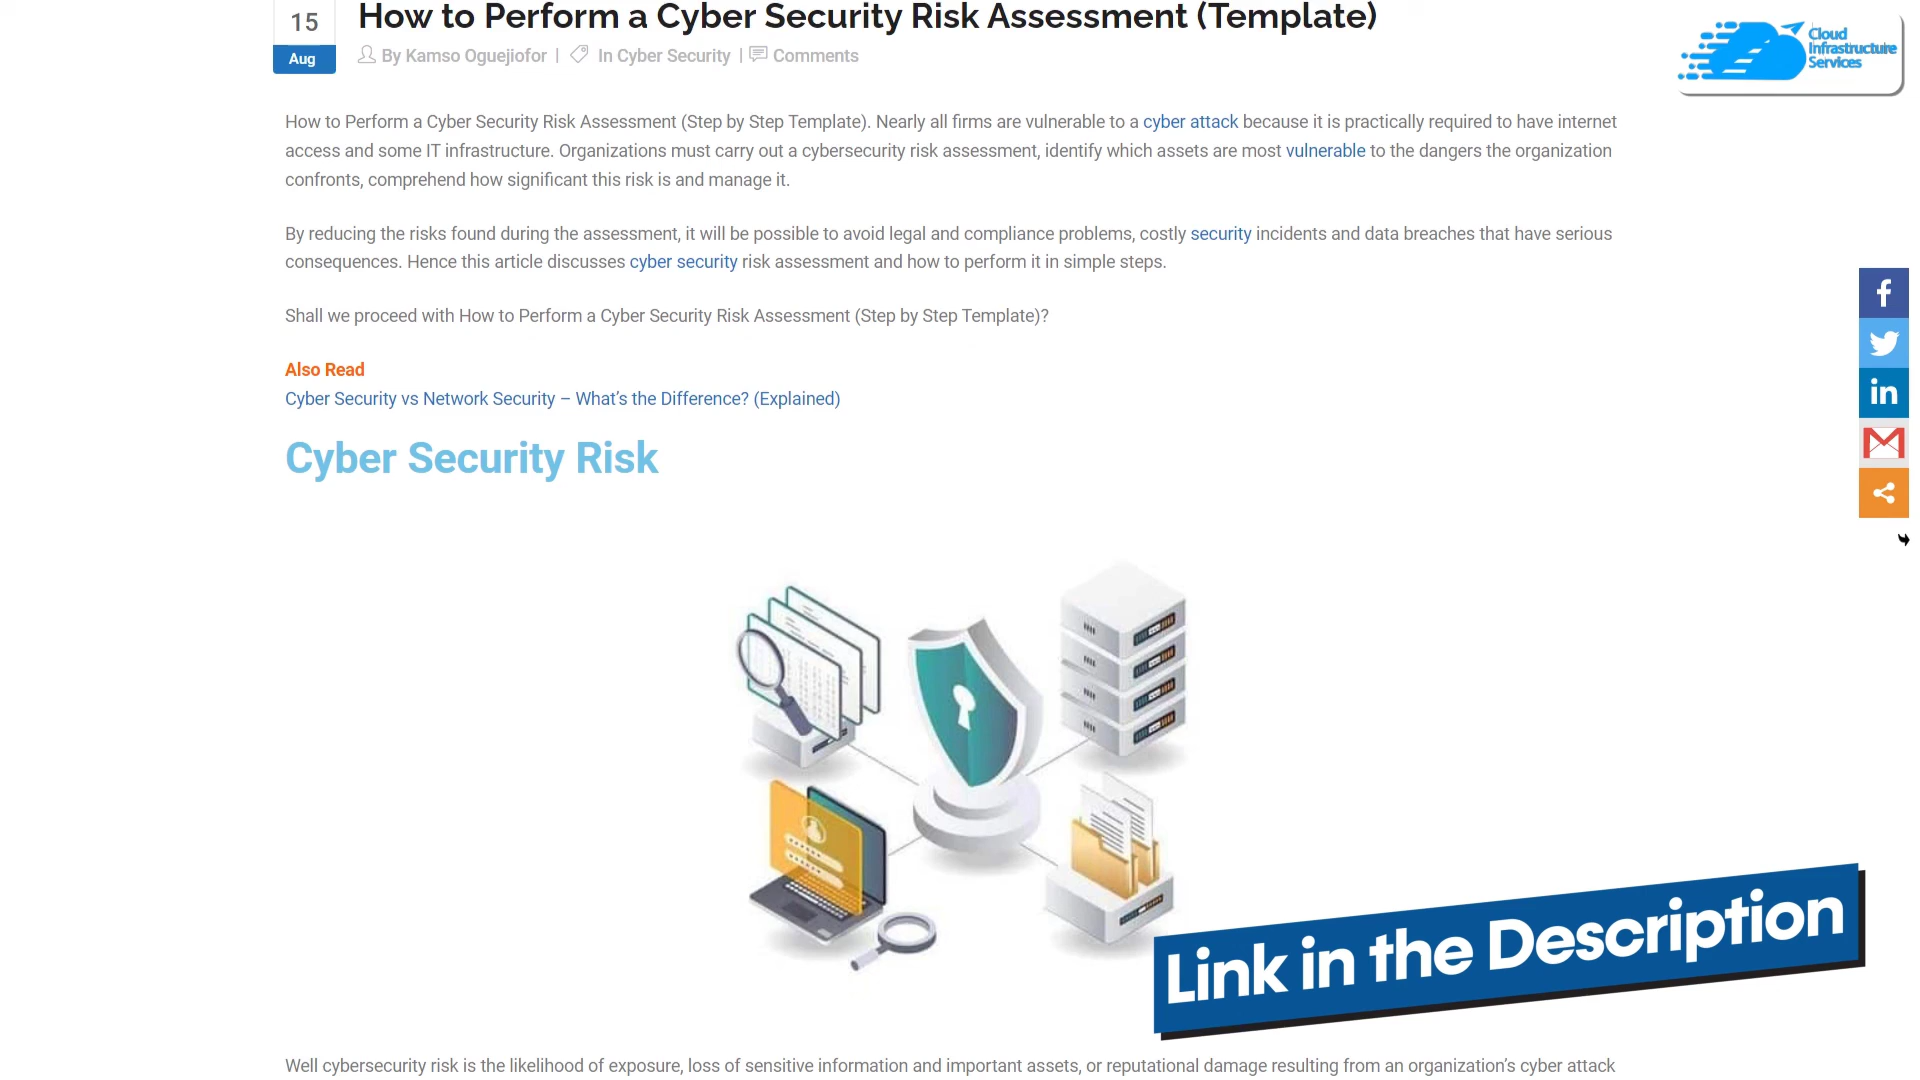 15
Aug
How to Perform a Cyber Security Risk Assessment (Template)
By Kamso Oguejiofor | In Cyber Security | Comments
Cloud
Infrastructure
Services
How to Perform a Cyber Security Risk Assessment (Step by Step Template). Nearly all firms are vulnerable to a cyber attack because it is practically required to have internet
access and some IT infrastructure. Organizations must carry out a cybersecurity risk assessment, identify which assets are most vulnerable to the dangers the organization
confronts, comprehend how significant this risk is and manage it.
By reducing the risks found during the assessment, it will be possible to avoid legal and compliance problems, costly security incidents and data breaches that have serious
consequences. Hence this article discusses cyber security risk assessment and how to perform it in simple steps.
Shall we proceed with How to Perform a Cyber Security Risk Assessment (Step by Step Template)?
Also Read
Cyber Security vs Network Security – What’s the Difference? (Explained)
Cyber Security Risk
Link in the Description
Well cybersecurity risk is the likelihood of exposure, loss of sensitive information and important assets, or reputational damage resulting from an organization’s cyber attack